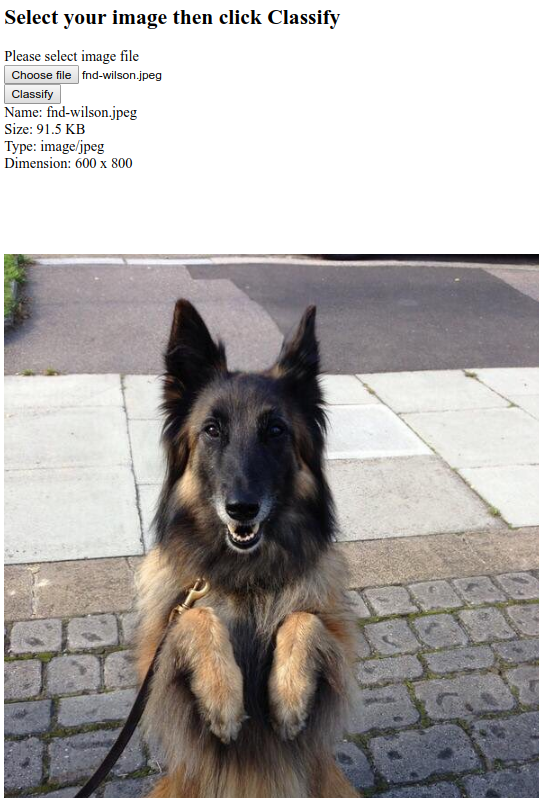 Select your image then click Classify
Please select image file
Choose file fnd-wilson.jpeg
Classify
Name: fnd-wilson.jpeg
Size: 91.5 KB
Type: image/jpeg
Dimension: 600 x 800